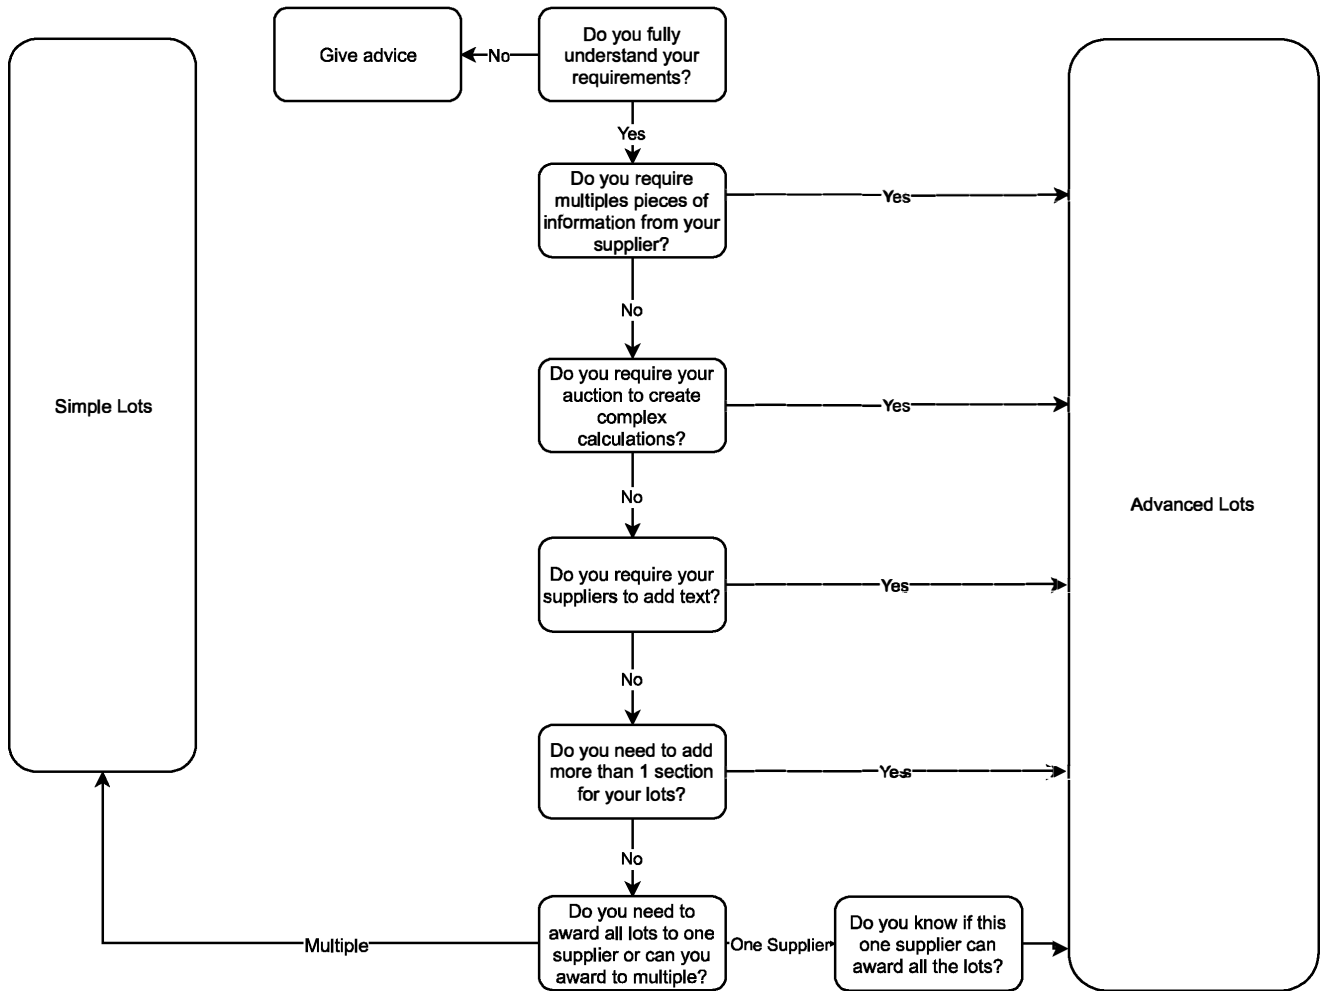 Do you fully
understand your
requirements?
No
Give advice
Yes
Do you require
multiples pieces of
information from your
supplier?
Yes
No
Do you require your
auction to create
complex
calculations?
Yes
Simple Lots
No
Advanced Lots
Do you require your
suppliers to add text?
Yes
No
Do you need to add
more than 1 section
for your lots?
Yes
No
Do you need to
award all lots to one
supplier or can you
award to multiple?
Multiple
One Supplier
Do you know if this
one supplier can
award all the lots?